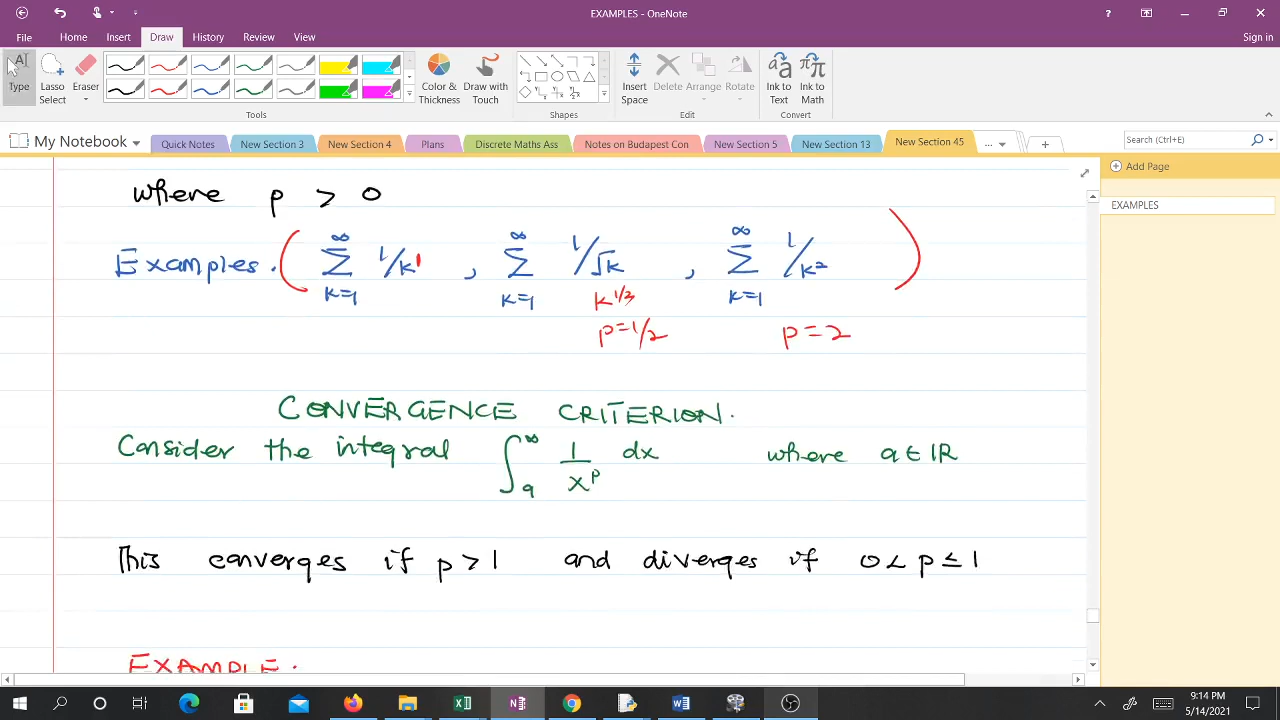 EXAMPLES - OneNote
? Sign in
File Home Insert Draw History Review View
Type Lasso Select Eraser Color & Thickness Draw with Touch Insert Space Delete Arrange Rotate Ink to Text Ink to Math
Tools Shapes Edit Convert
My Notebook Quick Notes New Section 3 New Section 4 Plans Discrete Maths Ass Notes on Budapest Con New Section 5 New Section 13 New Section 45 ... + Search (Ctrl+E)
Add Page
EXAMPLES
where p > 0
Examples. ( ∑_{k=1}^{∞} 1/k¹ , ∑_{k=1}^{∞} 1/√k , ∑_{k=1}^{∞} 1/k² )
p=1/2 p=2
CONVERGENCE CRITERION.
Consider the integral ∫_a^∞ 1/x^p dx where a ∈ IR
This converges if p > 1 and diverges if 0 < p ≤ 1
EXAMPLE.
9:14 PM
5/14/2021